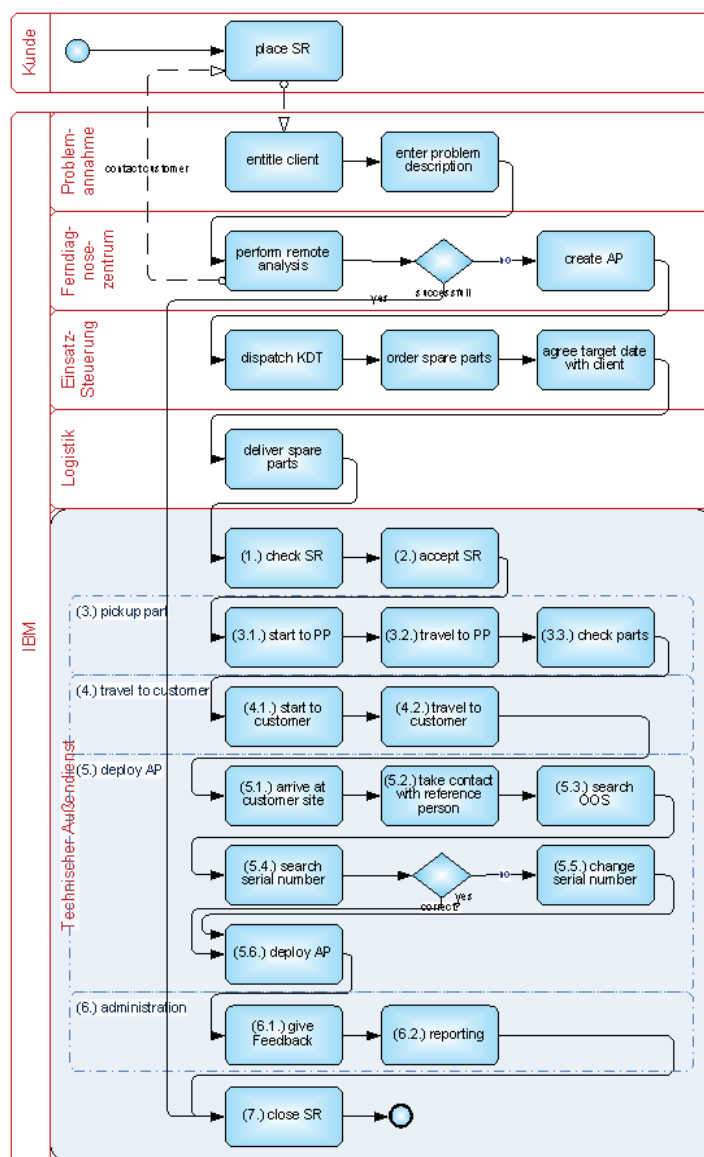 Kunde
place SR
IBM
Problem-
annahme
entitle client
enter problem
description
contact customer
Ferndiag-
nose-
zentrum
perform remote
analysis
successfull
no
yes
create AP
Einsatz-
Steuerung
dispatch KDT
order spare parts
agree target date
with client
Logistik
deliver spare
parts
Technischer Außendienst
(1.) check SR
(2.) accept SR
(3.) pickup part
(3.1.) start to PP
(3.2.) travel to PP
(3.3.) check parts
(4.) travel to customer
(4.1.) start to
customer
(4.2.) travel to
customer
(5.) deploy AP
(5.1.) arrive at
customer site
(5.2.) take contact
with reference
person
(5.3.) search
OOS
(5.4.) search
serial number
no
yes
correct?
(5.5.) change
serial number
(5.6.) deploy AP
(6.) administration
(6.1.) give
Feedback
(6.2.) reporting
(7.) close SR